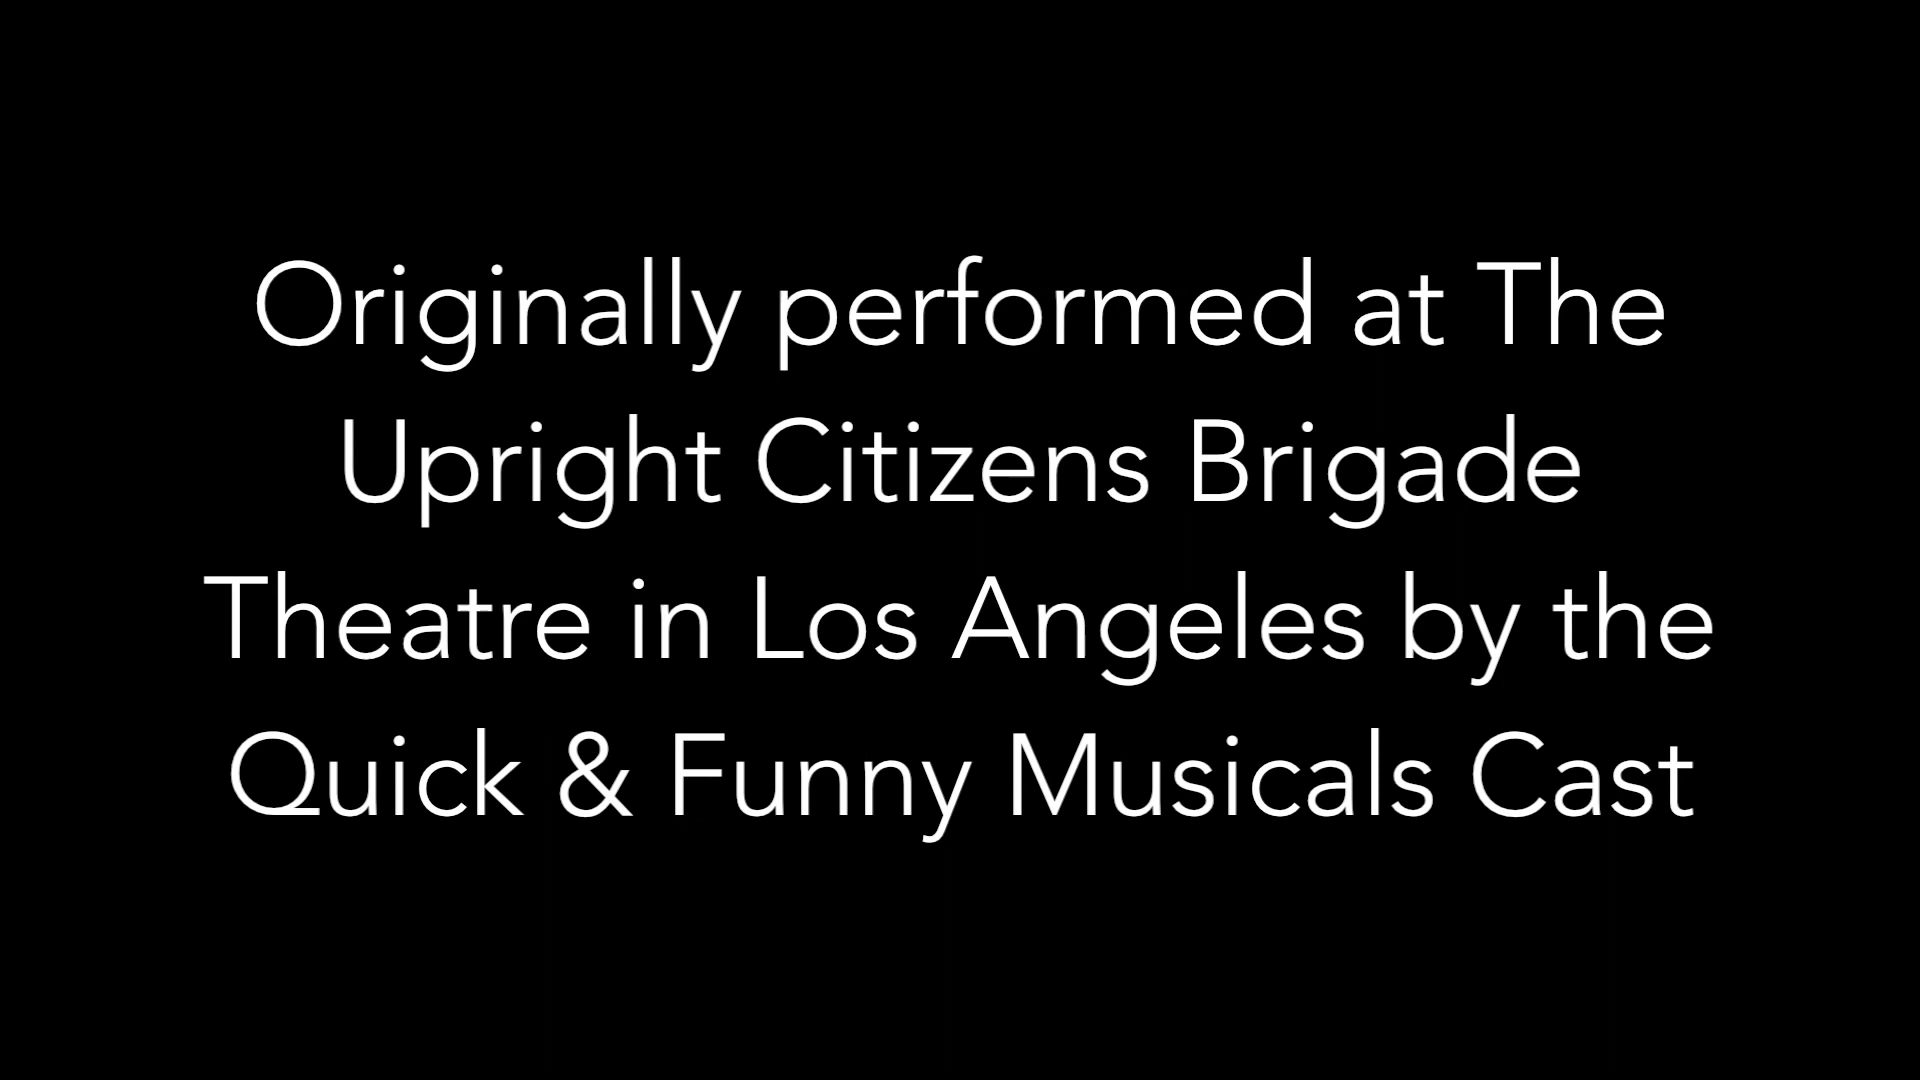 Originally performed at The
Upright Citizens Brigade
Theatre in Los Angeles by the
Quick & Funny Musicals Cast